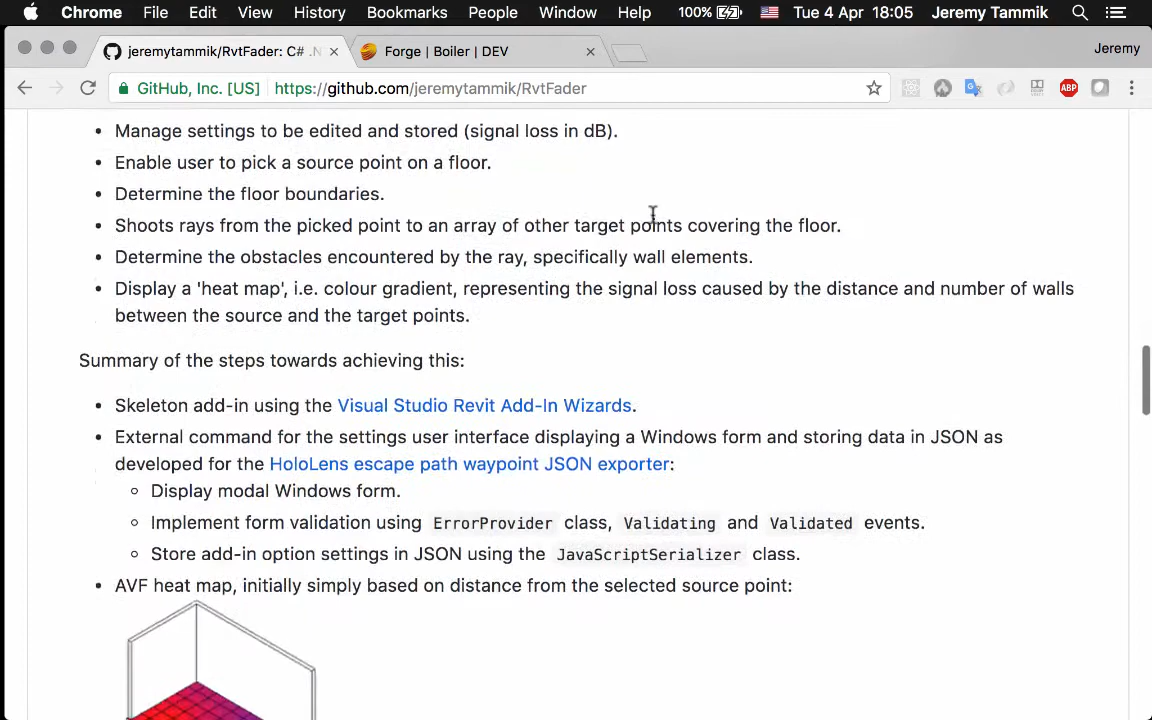 Chrome File Edit View History Bookmarks People Window Help 100% Tue 4 Apr 18:05 Jeremy Tammik
jeremytammik/RvtFader: C# .N Forge | Boiler | DEV Jeremy
GitHub, Inc. [US] https://github.com/jeremytammik/RvtFader ABP
• Manage settings to be edited and stored (signal loss in dB).
• Enable user to pick a source point on a floor.
• Determine the floor boundaries.
• Shoots rays from the picked point to an array of other target points covering the floor.
• Determine the obstacles encountered by the ray, specifically wall elements.
• Display a 'heat map', i.e. colour gradient, representing the signal loss caused by the distance and number of walls
between the source and the target points.
Summary of the steps towards achieving this:
• Skeleton add-in using the Visual Studio Revit Add-In Wizards.
• External command for the settings user interface displaying a Windows form and storing data in JSON as
developed for the HoloLens escape path waypoint JSON exporter:
◦ Display modal Windows form.
◦ Implement form validation using ErrorProvider class, Validating and Validated events.
◦ Store add-in option settings in JSON using the JavaScriptSerializer class.
• AVF heat map, initially simply based on distance from the selected source point: